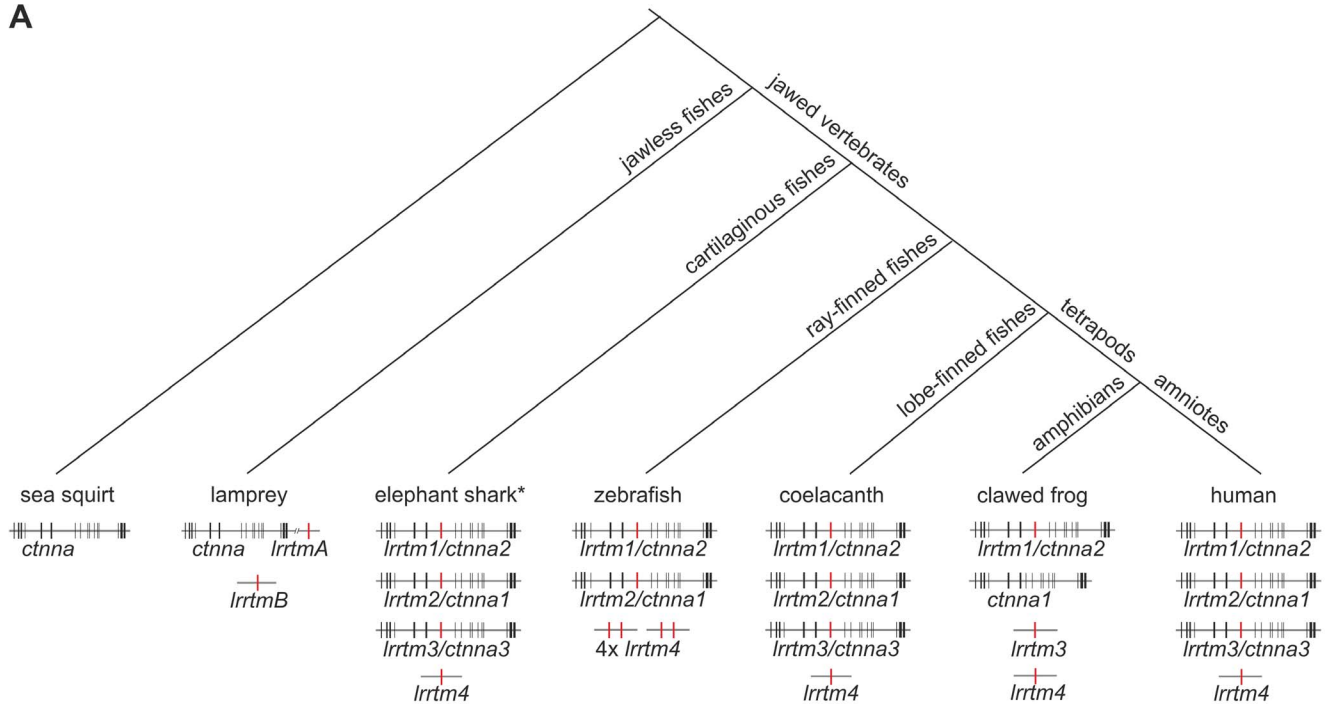 A
jawed vertebrates
jawless fishes
cartilaginous fishes
ray-finned fishes
tetrapods
lobe-finned fishes
amniotes
amphibians
sea squirt
lamprey
elephant shark*
zebrafish
coelacanth
clawed frog
human
ctnna
ctnna
lrrtmA
lrrtm1/ctnna2
lrrtm1/ctnna2
lrrtm1/ctnna2
lrrtm1/ctnna2
lrrtm1/ctnna2
lrrtmB
lrrtm2/ctnna1
lrrtm2/ctnna1
lrrtm2/ctnna1
ctnna1
lrrtm2/ctnna1
lrrtm3/ctnna3
4x lrrtm4
lrrtm3/ctnna3
lrrtm3
lrrtm3/ctnna3
lrrtm4
lrrtm4
lrrtm4
lrrtm4